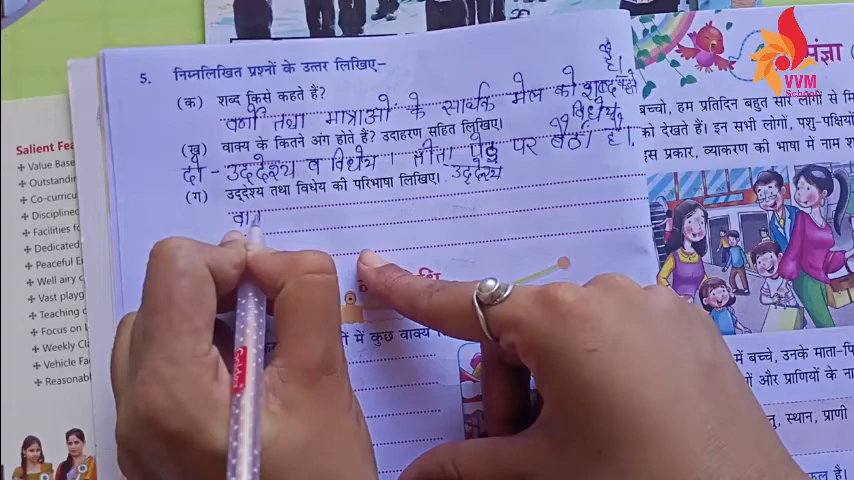 5. निम्नलिखित प्रश्नों के उत्तर लिखिए–
(क) शब्द किसे कहते हैं?
वर्णों तथा मात्राओं के सार्थक मेल को शब्द कहते हैं।
(ख) वाक्य के कितने अंग होते हैं? उदाहरण सहित लिखिए।
दो - उद्देश्य व विधेय। तोता पेड़ पर बैठा है।
उद्देश्य
विधेय
(ग) उद्देश्य तथा विधेय की परिभाषा लिखिए।
में कुछ वाक्य
Salient Fea
Value Base
Outstandin
Co-curricu
Disciplined
Facilities fo
Dedicated
Peaceful E
Well airy c
Vast playg
Teaching
Focus on
Weekly Cla
Vehicle Fa
Reasonabl
VVM
School
संज्ञा
बच्चो, हम प्रतिदिन बहुत सारे लोगों से मि
को देखते हैं। इन सभी लोगों, पशु-पक्षियों
इस प्रकार, व्याकरण की भाषा में नाम श
में बच्चे, उनके माता-पि
और प्राणियों के ना
स्थान, प्राणी